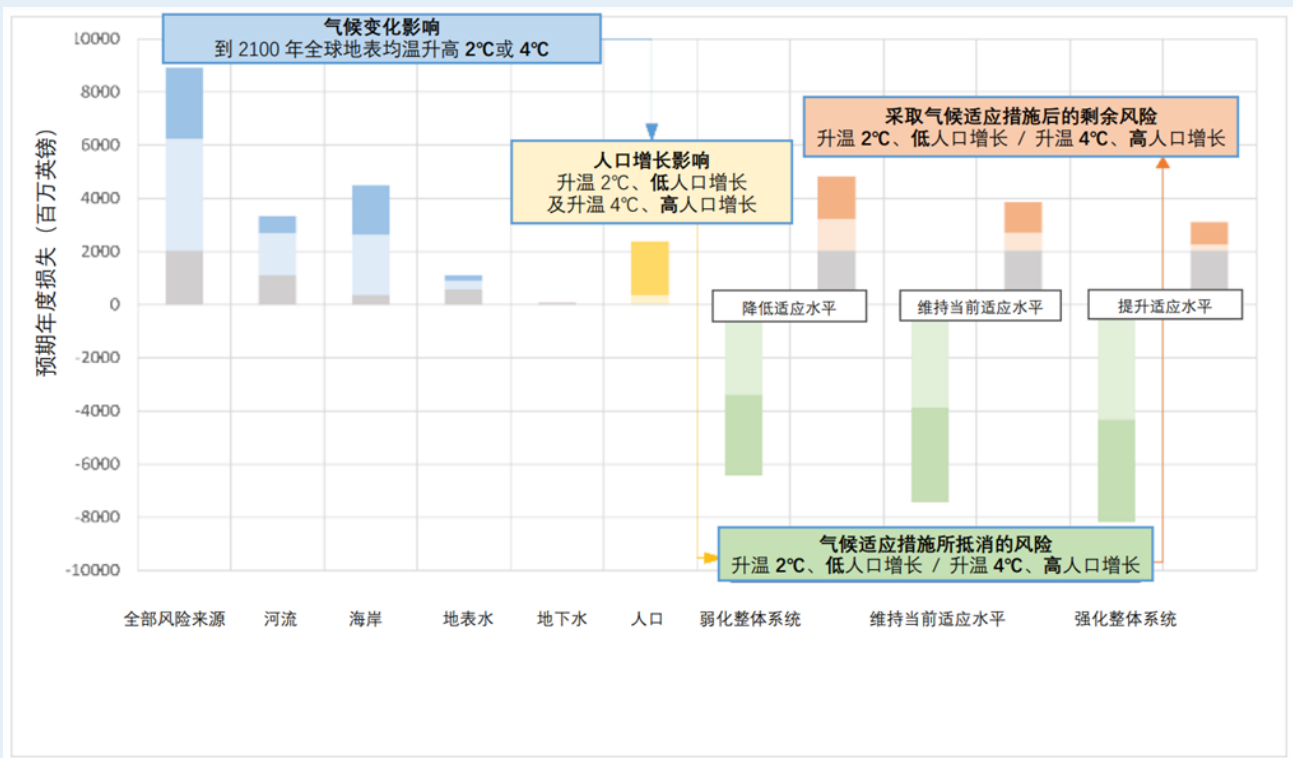 气候变化影响
到 2100 年全球地表均温升高 2℃或 4℃
10000
8000
6000
4000
2000
0
-2000
-4000
-6000
-8000
-10000
预期年度损失（百万英镑）
人口增长影响
升温 2℃、低人口增长
及升温 4℃、高人口增长
采取气候适应措施后的剩余风险
升温 2℃、低人口增长 / 升温 4℃、高人口增长
降低适应水平
维持当前适应水平
提升适应水平
气候适应措施所抵消的风险
升温 2℃、低人口增长 / 升温 4℃、高人口增长
全部风险来源
河流
海岸
地表水
地下水
人口
弱化整体系统
维持当前适应水平
强化整体系统